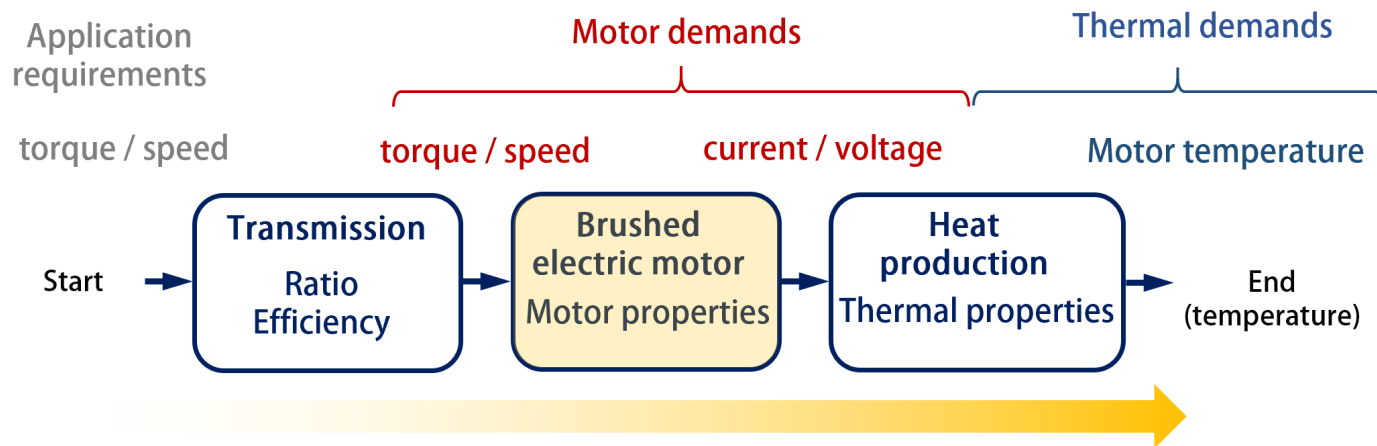 Application
requirements
Motor demands
Thermal demands
torque / speed
torque / speed
current / voltage
Motor temperature
Start
Transmission
Ratio
Efficiency
Brushed
electric motor
Motor properties
Heat
production
Thermal properties
End
(temperature)